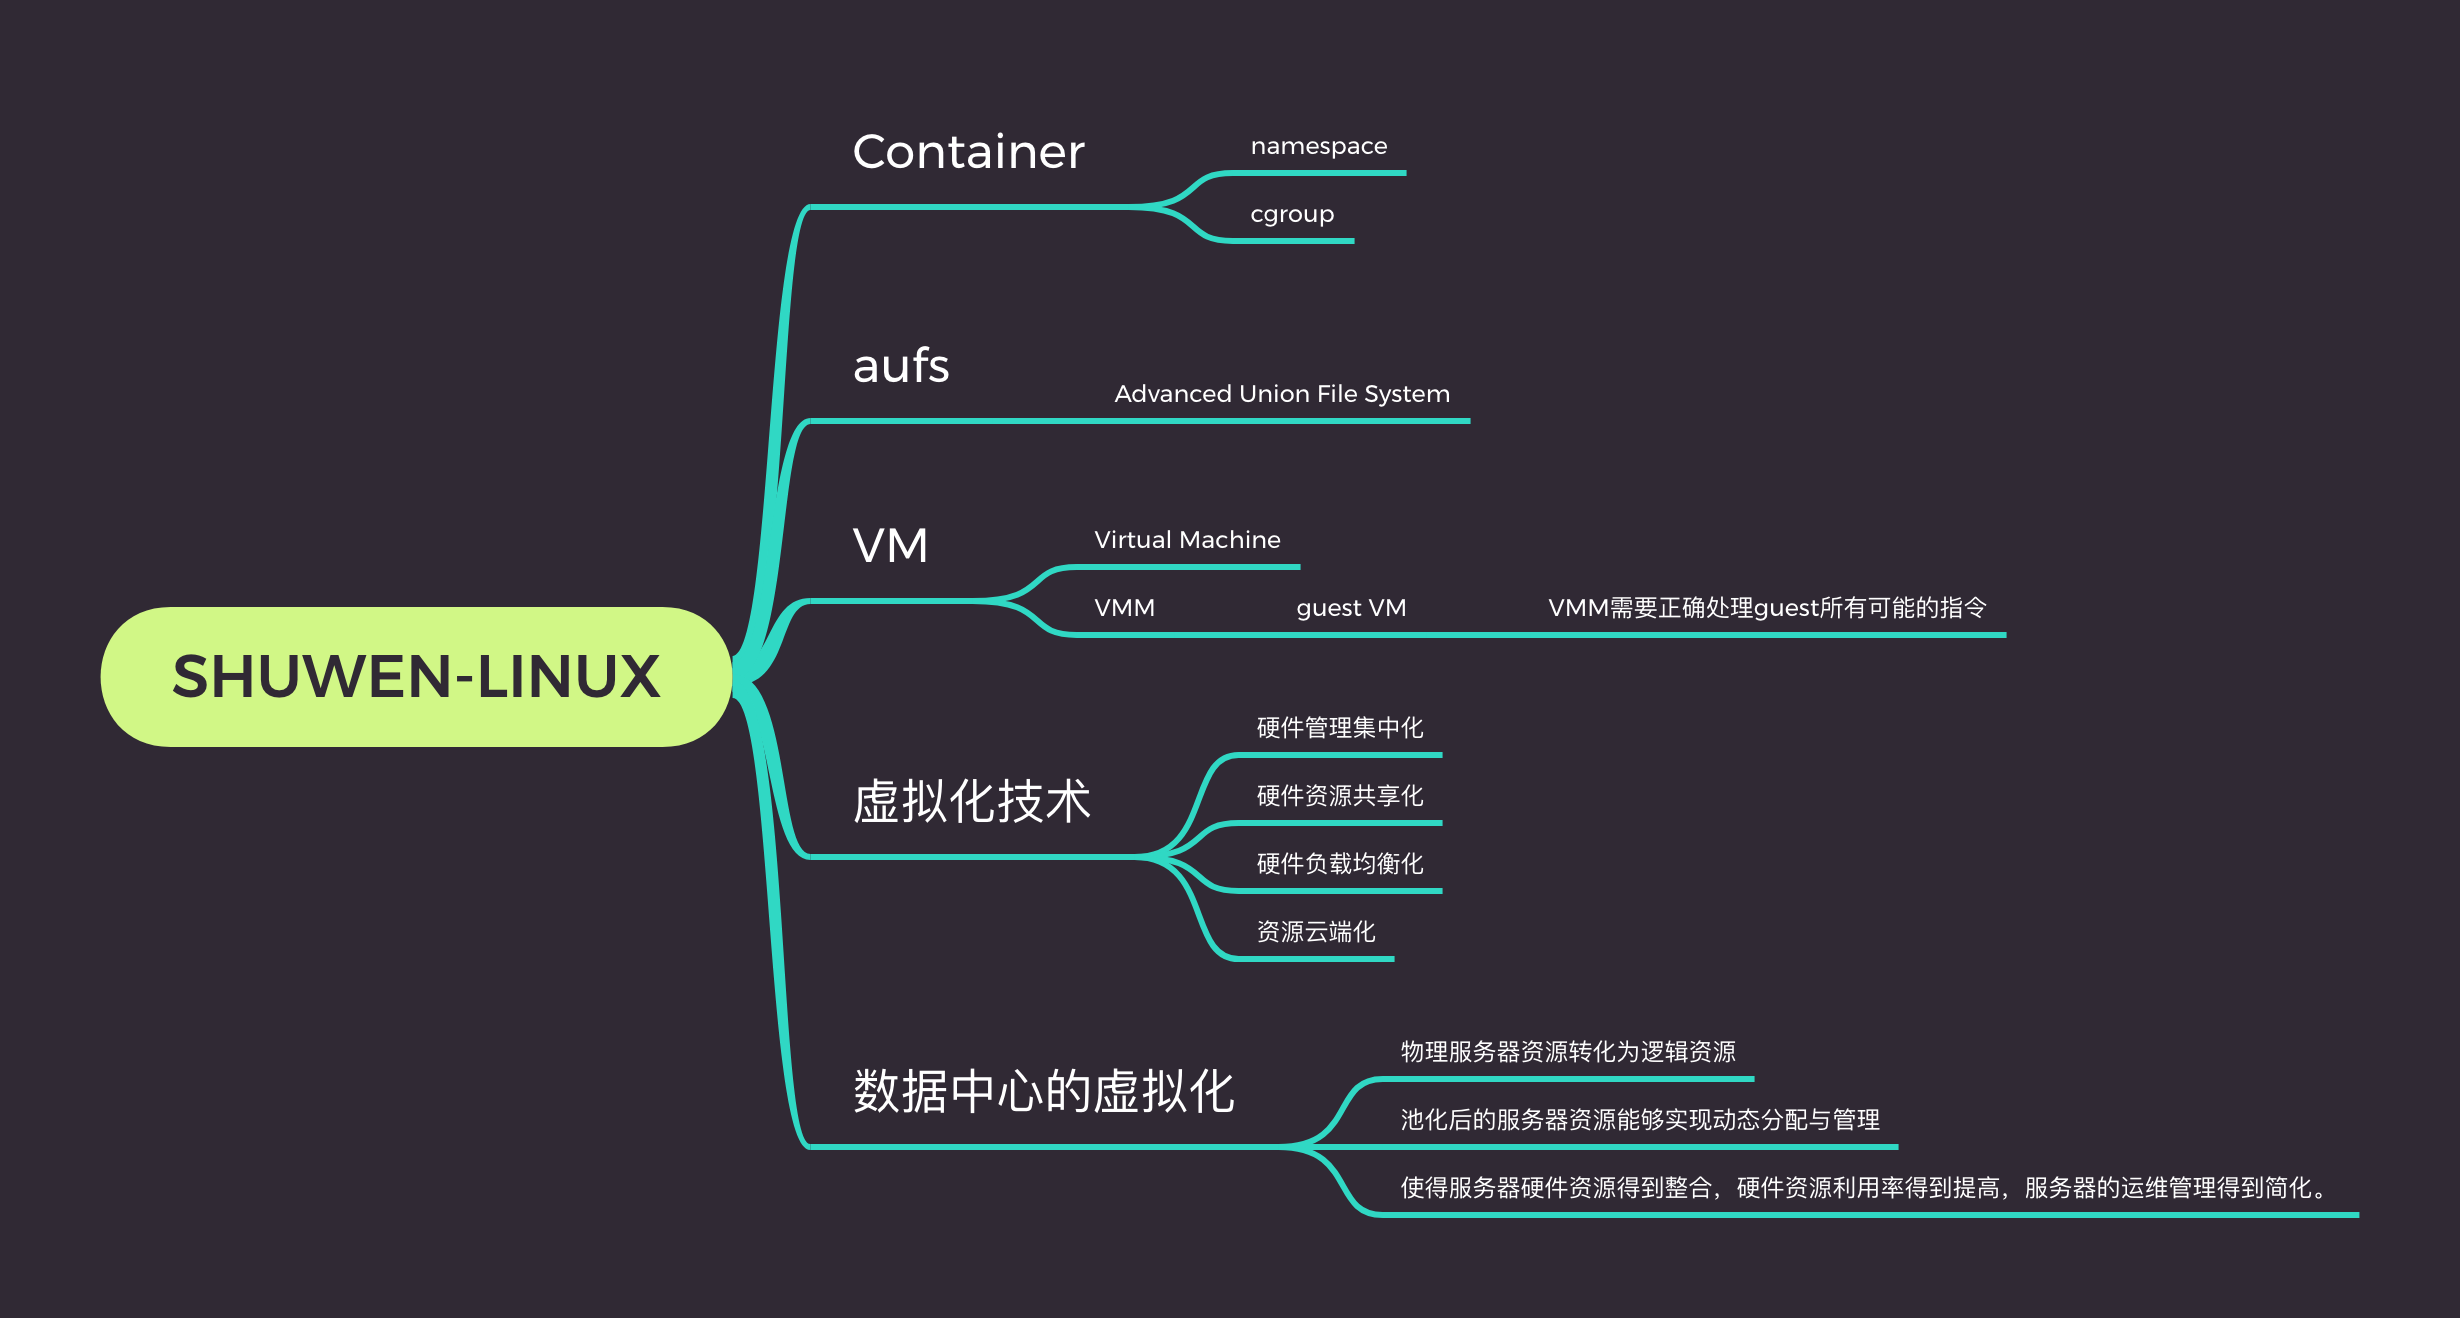 SHUWEN-LINUX
Container
namespace
cgroup
aufs
Advanced Union File System
VM
Virtual Machine
VMM
guest VM
VMM需要正确处理guest所有可能的指令
虚拟化技术
硬件管理集中化
硬件资源共享化
硬件负载均衡化
资源云端化
数据中心的虚拟化
物理服务器资源转化为逻辑资源
池化后的服务器资源能够实现动态分配与管理
使得服务器硬件资源得到整合，硬件资源利用率得到提高，服务器的运维管理得到简化。